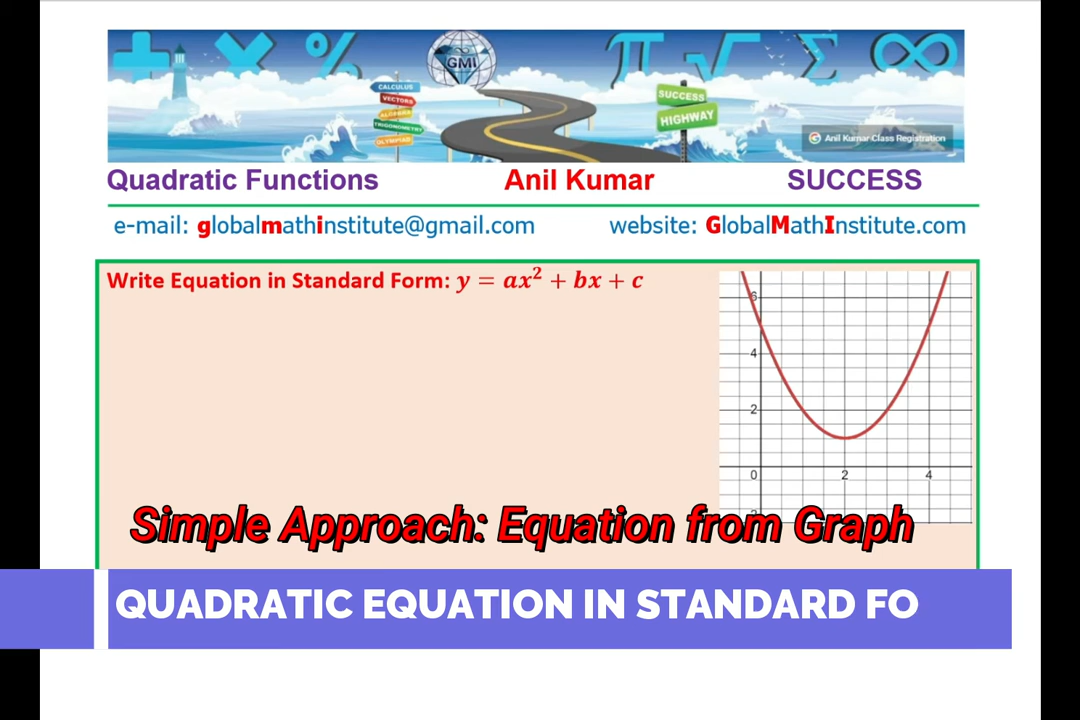 + × % GMI π √ Σ ∞
CALCULUS
VECTORS
ALGEBRA
TRIGONOMETRY
OLYMPIAD
SUCCESS
HIGHWAY
Anil Kumar Class Registration
Quadratic Functions Anil Kumar SUCCESS
e-mail: globalmathinstitute@gmail.com website: GlobalMathInstitute.com
Write Equation in Standard Form: y = ax² + bx + c
6
4
2
0 2 4
Simple Approach: Equation from Graph
QUADRATIC EQUATION IN STANDARD FO